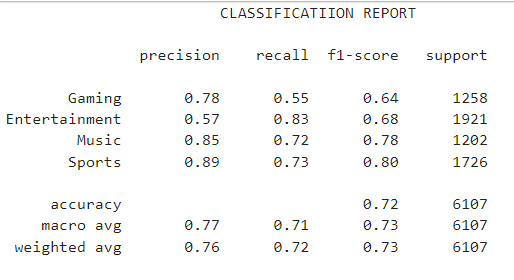 CLASSIFICATIION REPORT
precision recall f1-score support
Gaming 0.78 0.55 0.64 1258
Entertainment 0.57 0.83 0.68 1921
Music 0.85 0.72 0.78 1202
Sports 0.89 0.73 0.80 1726
accuracy 0.72 6107
macro avg 0.77 0.71 0.73 6107
weighted avg 0.76 0.72 0.73 6107